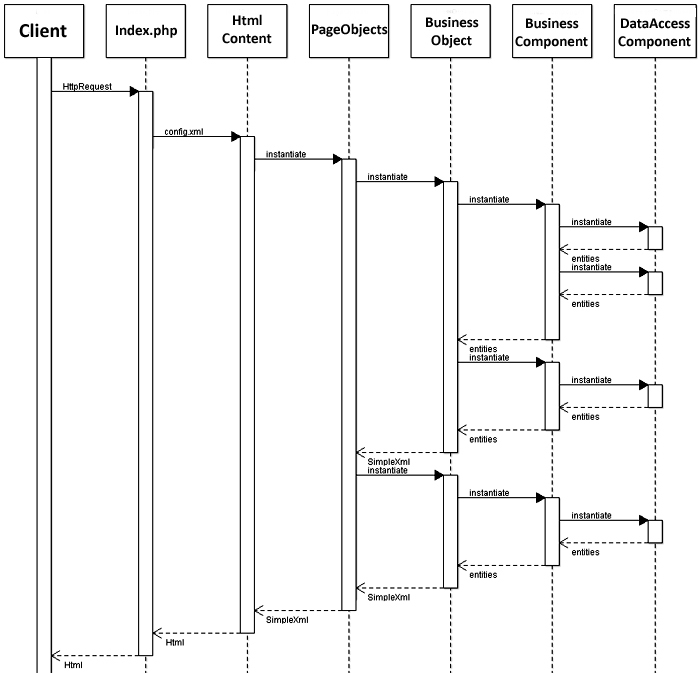 Client
Index.php
Html
Content
PageObjects
Business
Object
Business
Component
DataAccess
Component
HttpRequest
config.xml
instantiate
instantiate
instantiate
instantiate
entities
instantiate
entities
entities
instantiate
instantiate
entities
entities
SimpleXml
instantiate
instantiate
instantiate
entities
entities
SimpleXml
SimpleXml
Html
Html